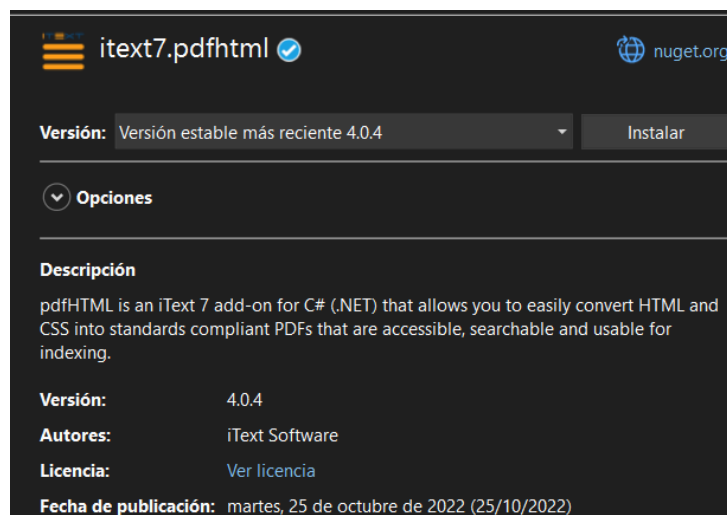 iTEXT
itext7.pdfhtml
nuget.org
Versión: Versión estable más reciente 4.0.4
Instalar
Opciones
Descripción
pdfHTML is an iText 7 add-on for C# (.NET) that allows you to easily convert HTML and
CSS into standards compliant PDFs that are accessible, searchable and usable for
indexing.
Versión: 4.0.4
Autores: iText Software
Licencia: Ver licencia
Fecha de publicación: martes, 25 de octubre de 2022 (25/10/2022)